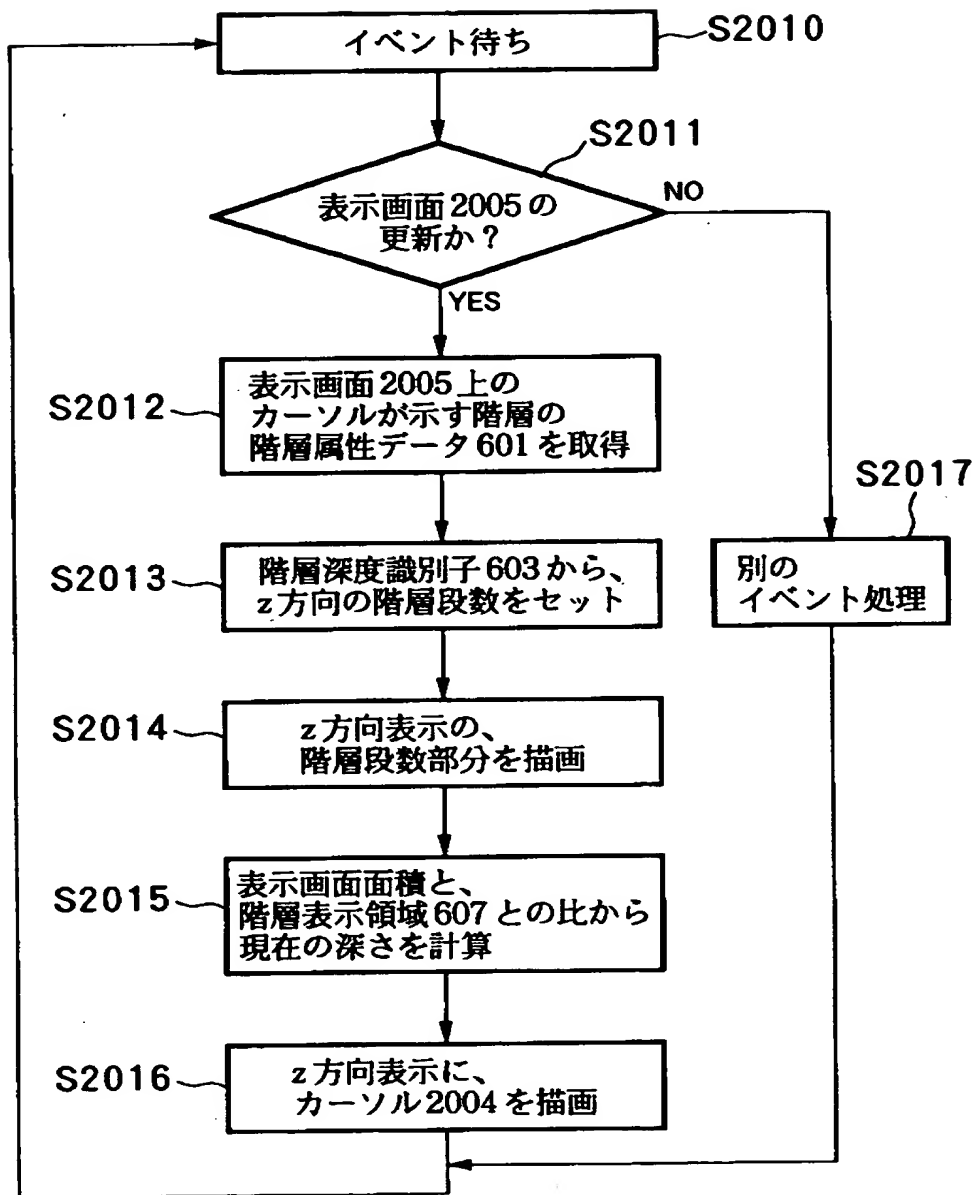 イベント待ち
S2010
S2011
表示画面2005の
更新か？
NO
YES
S2012
表示画面2005上の
カーソルが示す階層の
階層属性データ601を取得
S2013
階層深度識別子603から、
z方向の階層段数をセット
S2017
別の
イベント処理
S2014
z方向表示の、
階層段数部分を描画
S2015
表示画面面積と、
階層表示領域607との比から
現在の深さを計算
S2016
z方向表示に、
カーソル2004を描画